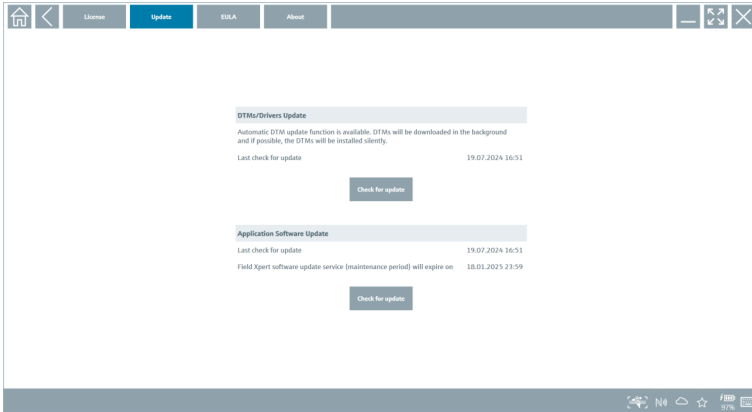 License
Update
EULA
About
DTMs/Drivers Update
Automatic DTM update function is available. DTMs will be downloaded in the background
and if possible, the DTMs will be installed silently.
Last check for update 19.07.2024 16:51
Check for update
Application Software Update
Last check for update 19.07.2024 16:51
Field Xpert software update service (maintenance period) will expire on 18.01.2025 23:59
Check for update
97%